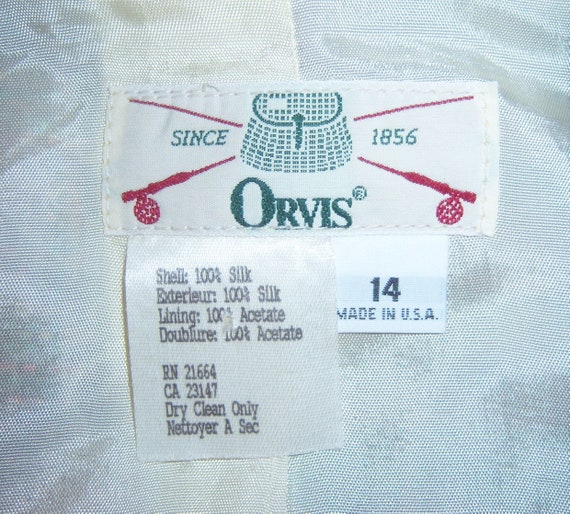 SINCE 1856
ORVIS®
Shell: 100% Silk
Exterieur: 100% Silk
Lining: 100% Acetate
Doublure: 100% Acetate
RN 21664
CA 23147
Dry Clean Only
Nettoyer A Sec
14
MADE IN U.S.A.